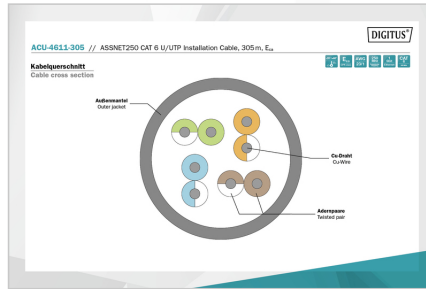 DIGITUS®
ACU-4611-305 // ASSNET250 CAT 6 U/UTP Installation Cable, 305 m, Eca
Kabelquerschnitt
Cable cross section
Außenmantel
Outer jacket
Cu-Draht
Cu-Wire
Adernpaare
Twisted pair